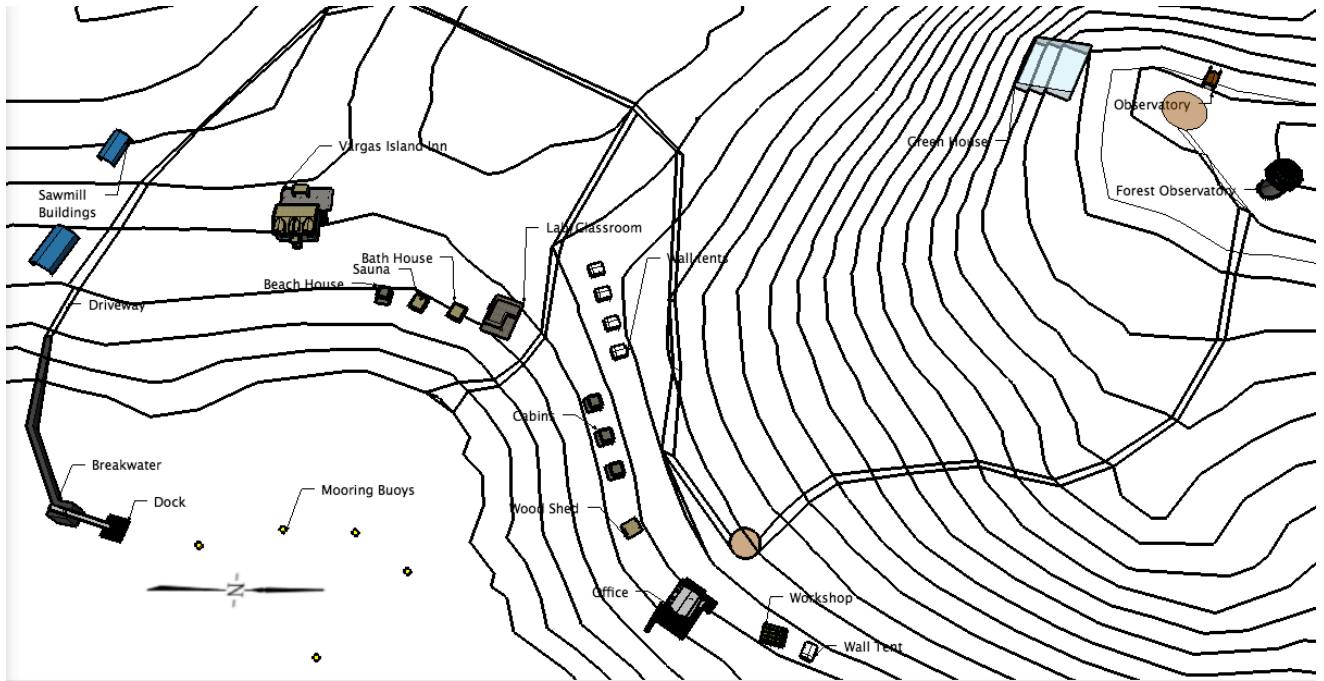 Observatory
Vargas Island Inn
Green House
Sawmill
Buildings
Forest Observatory
Lab/Classroom
Bath House
Wall tents
Sauna
Beach House
Driveway
Cabins
Breakwater
Mooring Buoys
Dock
Wood Shed
N
Office
Workshop
Wall Tent